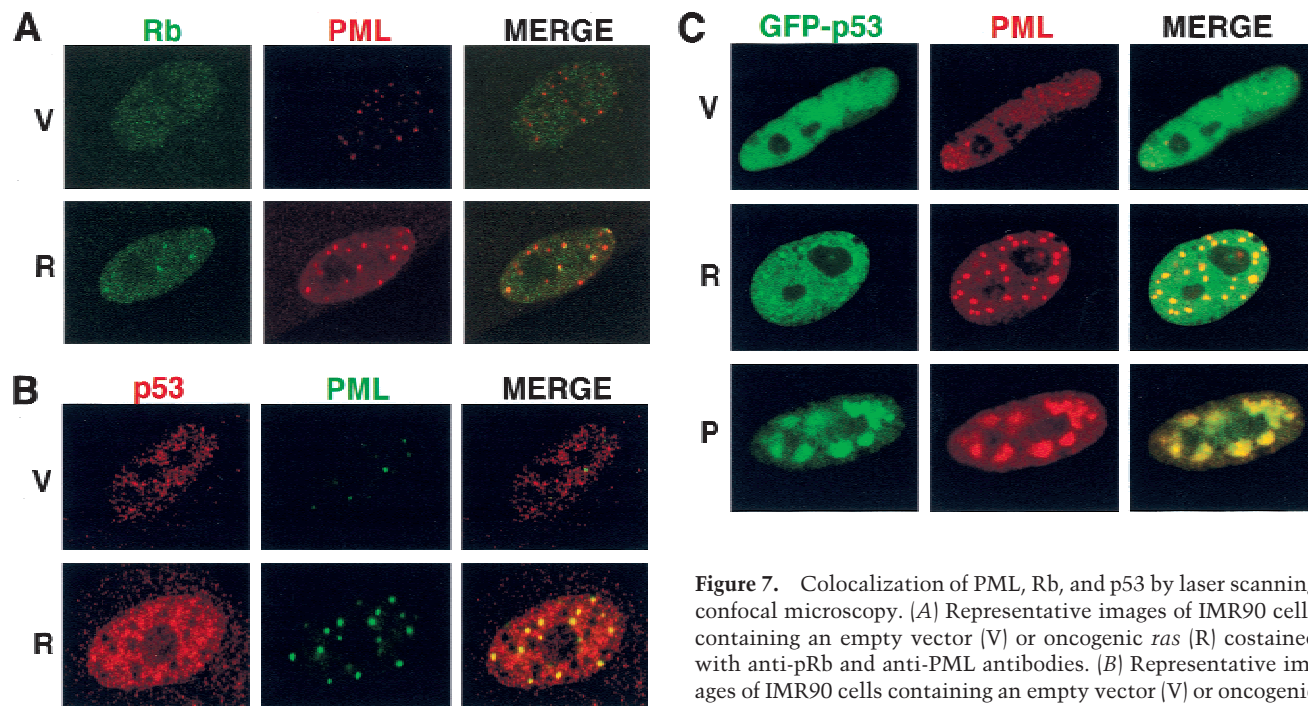 A
Rb PML MERGE
V
R
B
p53 PML MERGE
V
R
C
GFP-p53 PML MERGE
V
R
P
Figure 7. Colocalization of PML, Rb, and p53 by laser scanning
confocal microscopy. (A) Representative images of IMR90 cell
containing an empty vector (V) or oncogenic ras (R) costained
with anti-pRb and anti-PML antibodies. (B) Representative im
ages of IMR90 cells containing an empty vector (V) or oncogenic